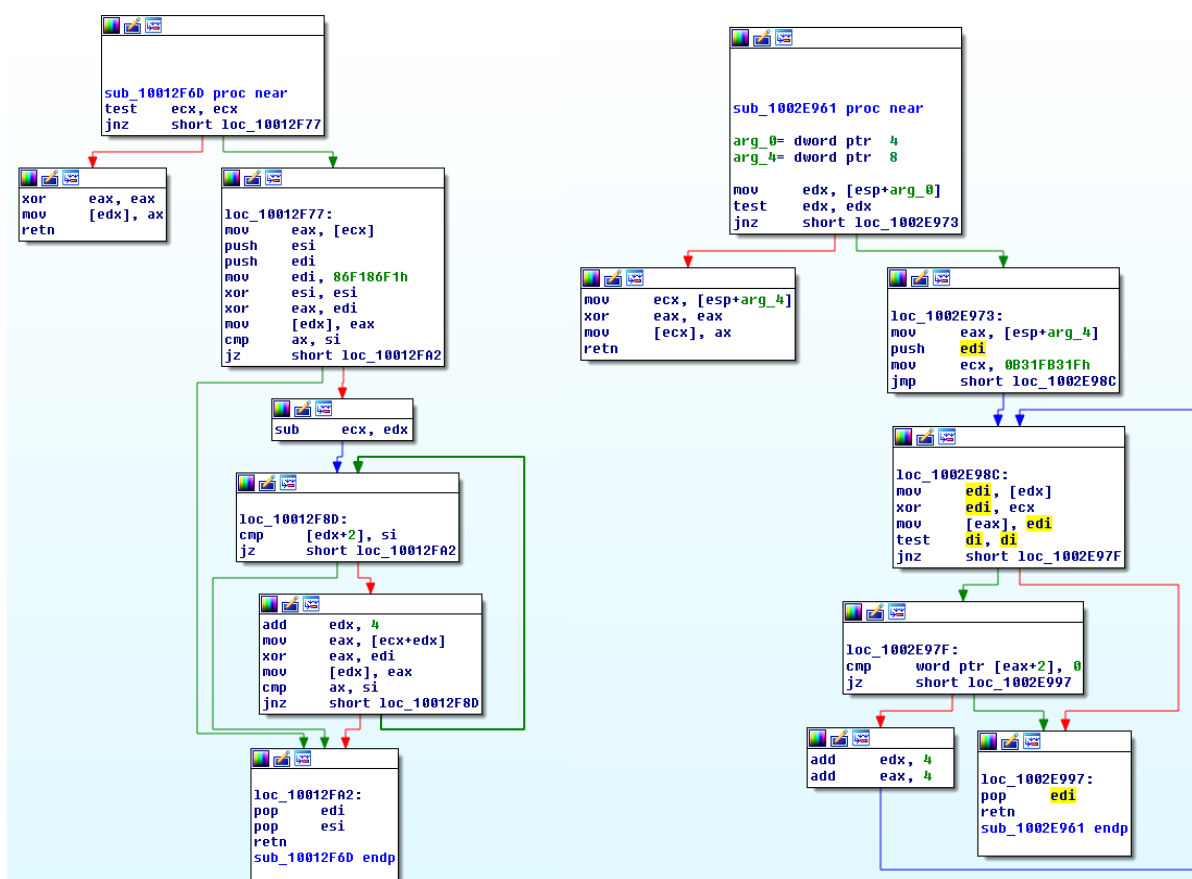 sub_10012F6D proc near
test ecx, ecx
jnz short loc_10012F77
xor eax, eax
mov [edx], ax
retn
loc_10012F77:
mov eax, [ecx]
push esi
push edi
mov edi, 86F186F1h
xor esi, esi
xor eax, edi
mov [edx], eax
cmp ax, si
jz short loc_10012FA2
sub ecx, edx
loc_10012F8D:
cmp [edx+2], si
jz short loc_10012FA2
add edx, 4
mov eax, [ecx+edx]
xor eax, edi
mov [edx], eax
cmp ax, si
jnz short loc_10012F8D
loc_10012FA2:
pop edi
pop esi
retn
sub_10012F6D endp
sub_1002E961 proc near
arg_0= dword ptr 4
arg_4= dword ptr 8
mov edx, [esp+arg_0]
test edx, edx
jnz short loc_1002E973
mov ecx, [esp+arg_4]
xor eax, eax
mov [ecx], ax
retn
loc_1002E973:
mov eax, [esp+arg_4]
push edi
mov ecx, 0B31FB31Fh
jmp short loc_1002E98C
loc_1002E98C:
mov edi, [edx]
xor edi, ecx
mov [eax], edi
test di, di
jnz short loc_1002E97F
loc_1002E97F:
cmp word ptr [eax+2], 0
jz short loc_1002E997
add edx, 4
add eax, 4
loc_1002E997:
pop edi
retn
sub_1002E961 endp